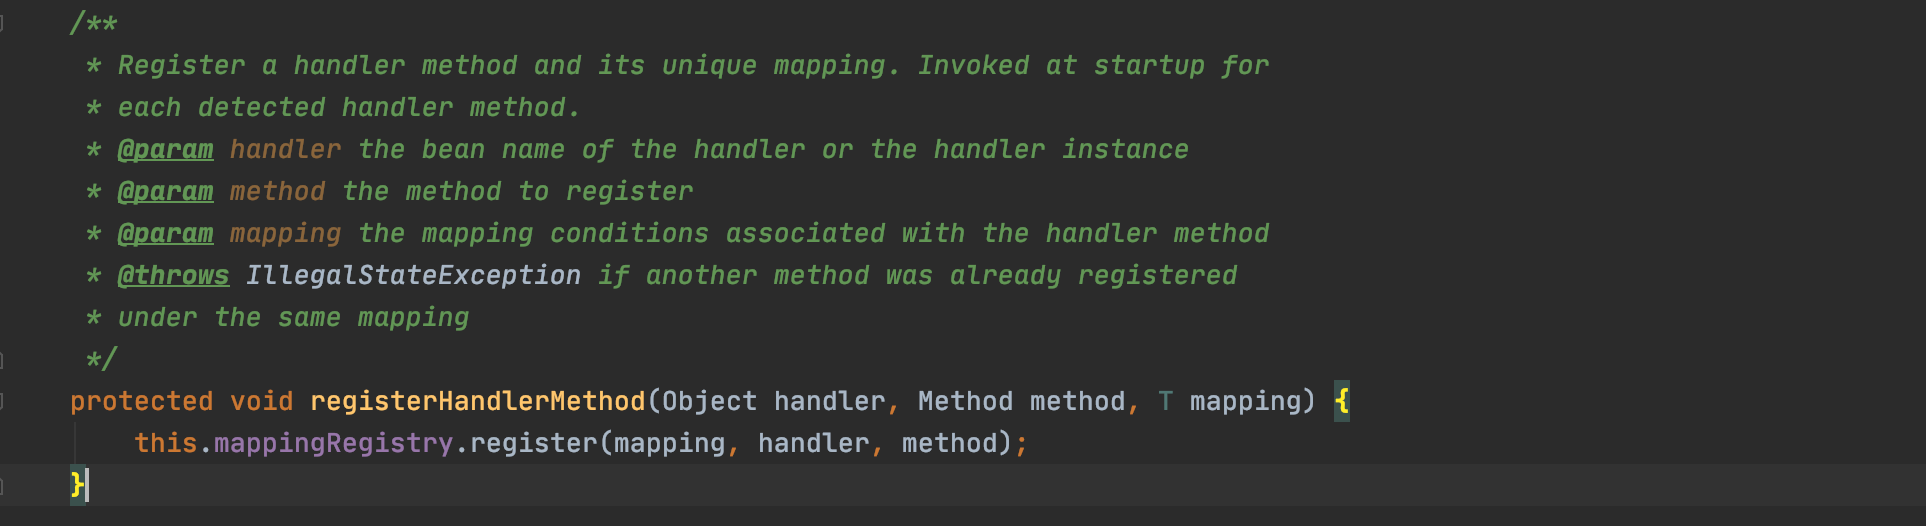 /**
 * Register a handler method and its unique mapping. Invoked at startup for
 * each detected handler method.
 * @param handler the bean name of the handler or the handler instance
 * @param method the method to register
 * @param mapping the mapping conditions associated with the handler method
 * @throws IllegalStateException if another method was already registered
 * under the same mapping
 */
protected void registerHandlerMethod(Object handler, Method method, T mapping) {
    this.mappingRegistry.register(mapping, handler, method);
}